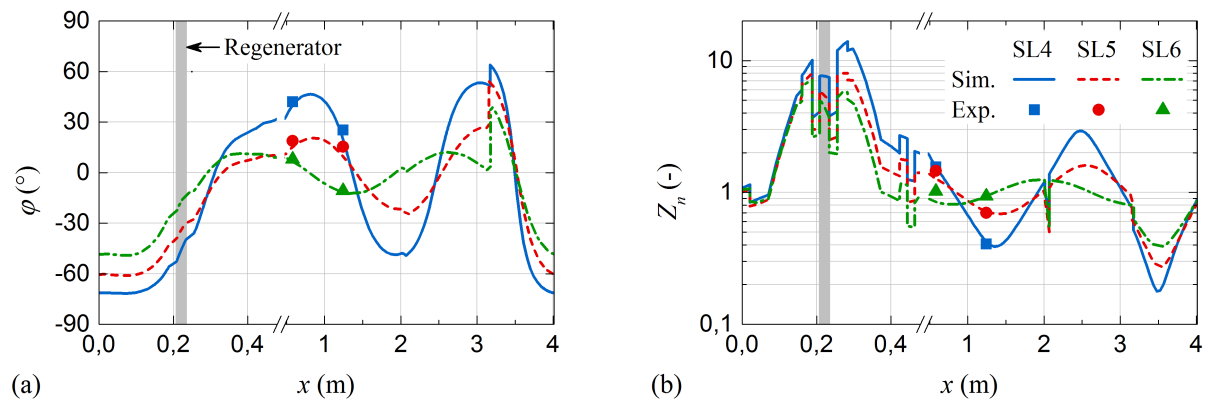 90
60
30
0
-30
-60
-90
φ (°)
Regenerator
0,0
0,2
0,4
1
2
3
4
x (m)
(a)
10
1
0,1
Zn (-)
SL4 SL5 SL6
Sim.
Exp.
0,0
0,2
0,4
1
2
3
4
x (m)
(b)